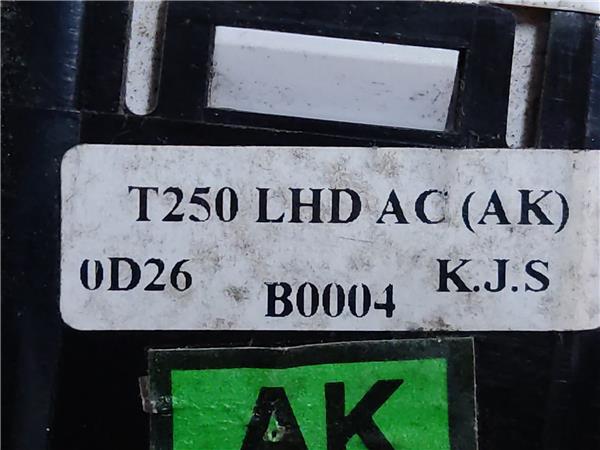 T250 LHD AC (AK)
0D26 B0004 K.J.S
AK